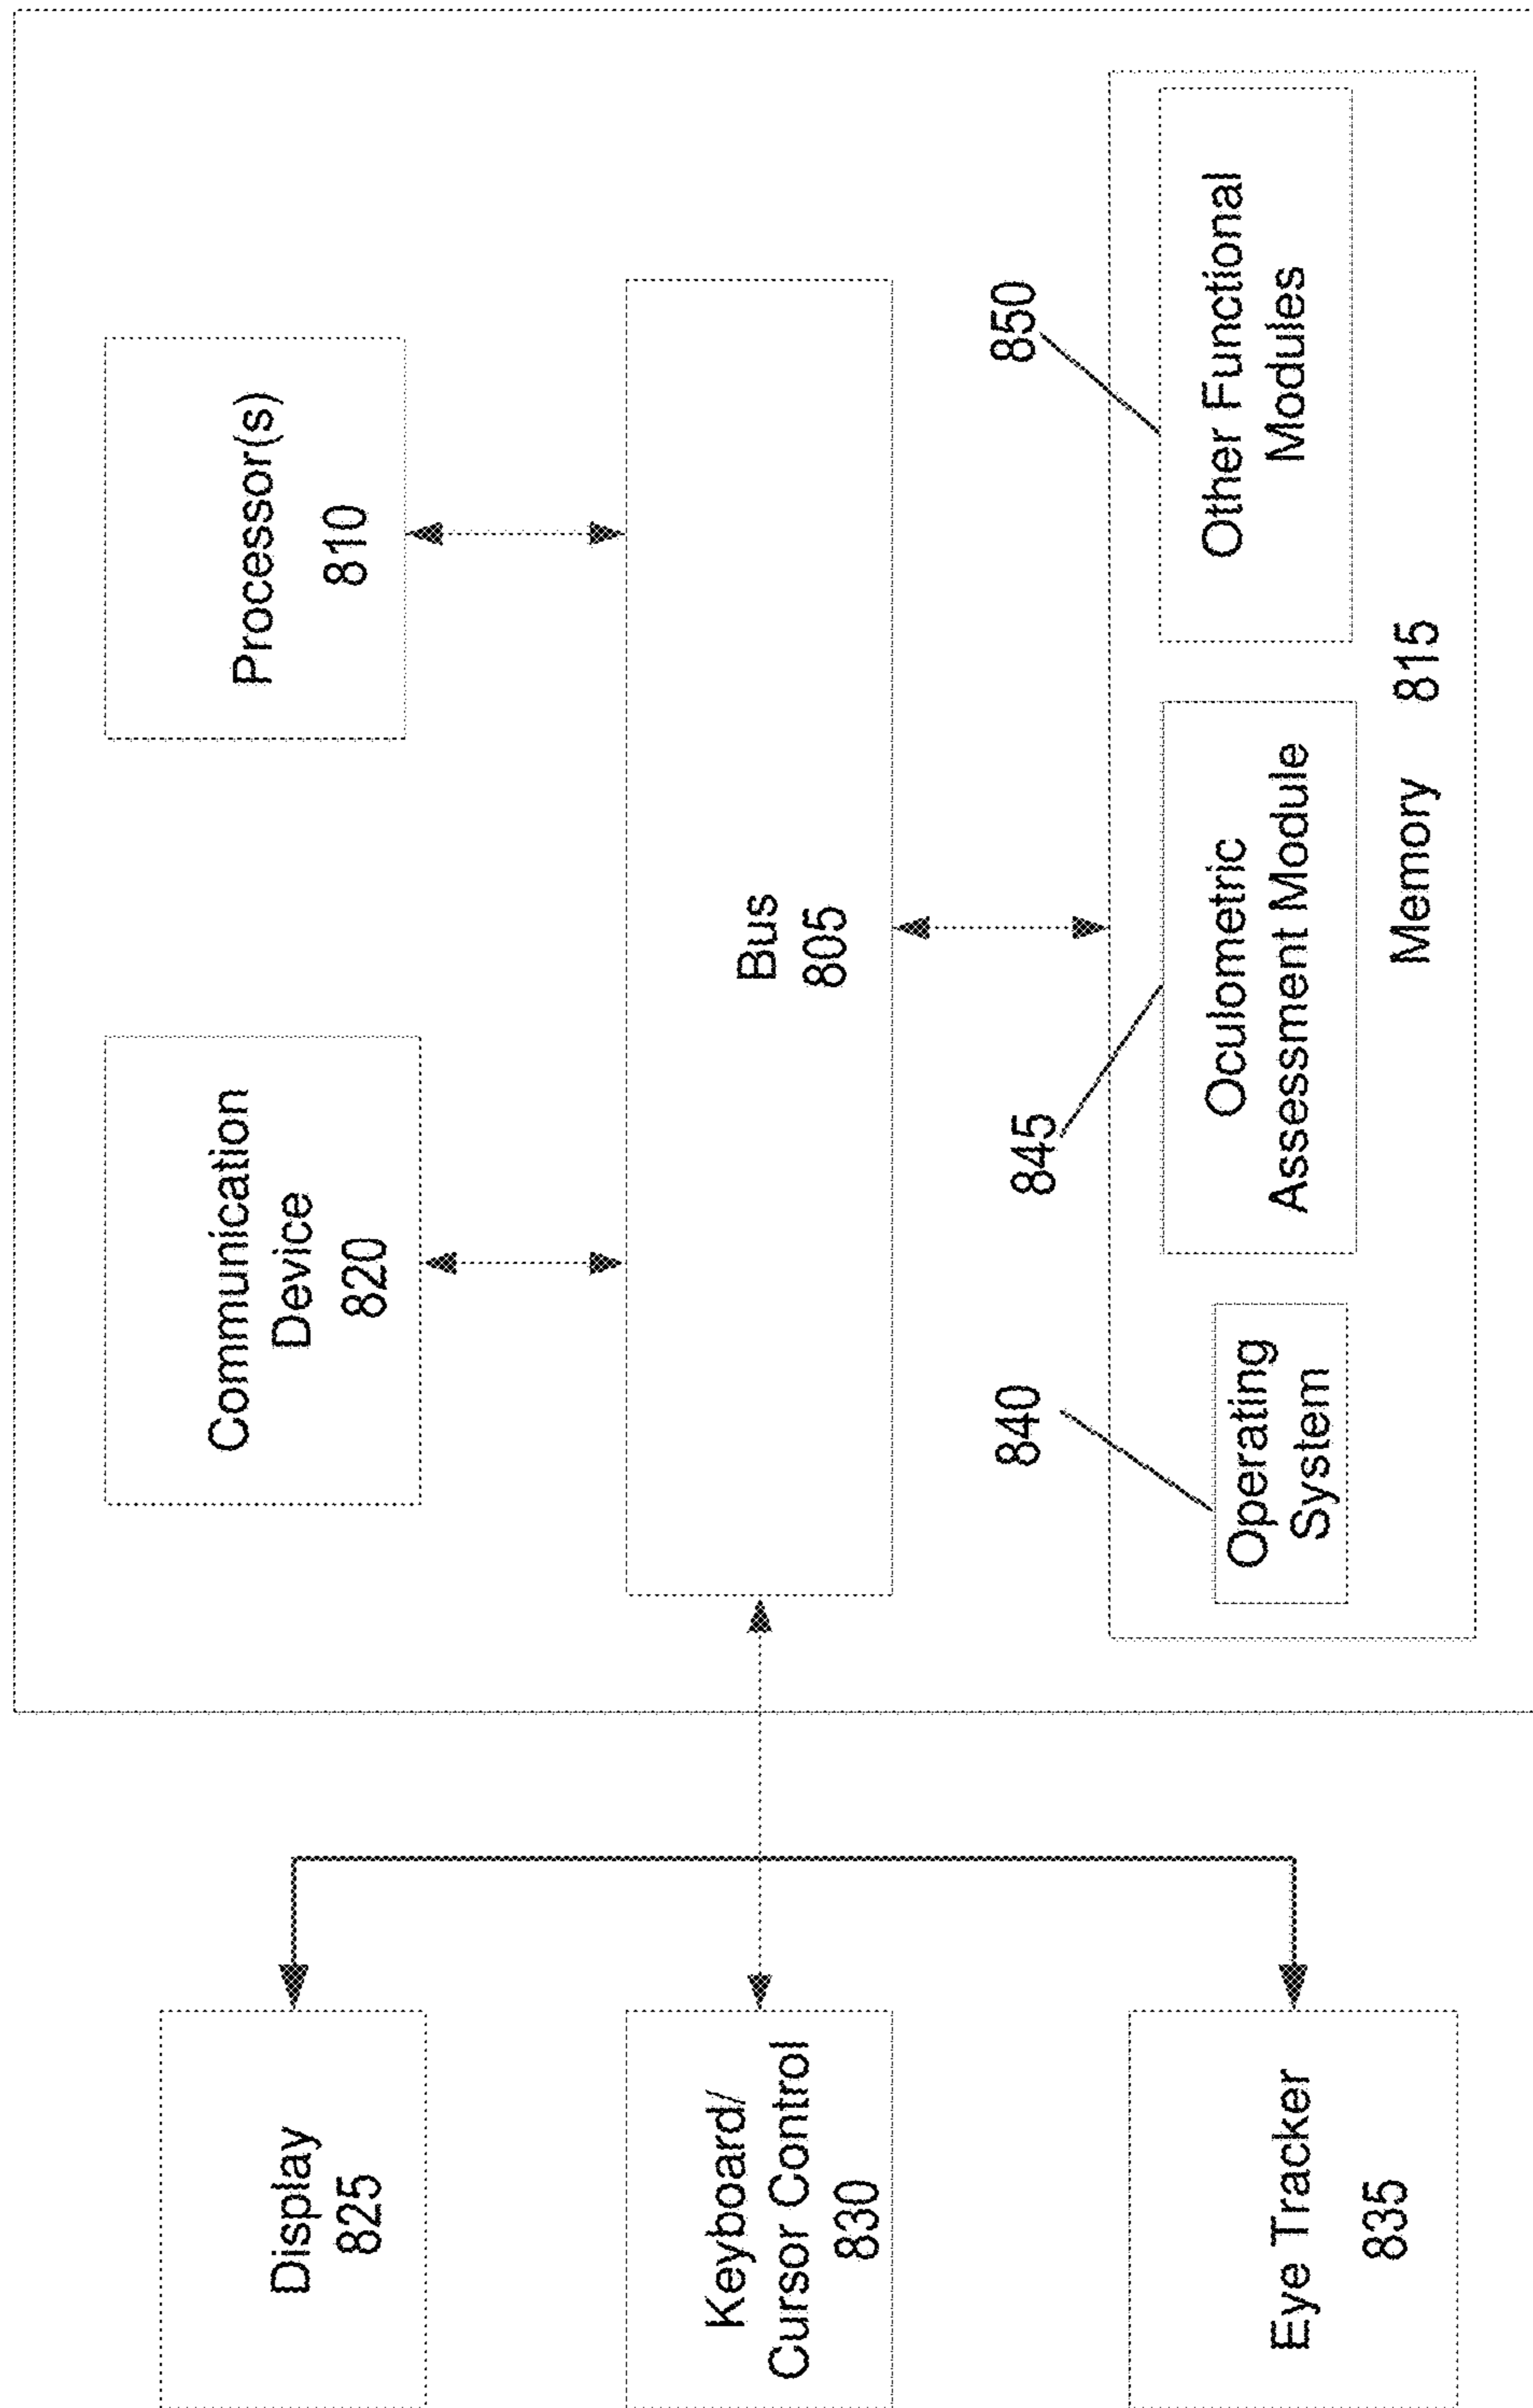 Display
825
Keyboard/
Cursor Control
830
Eye Tracker
835
Communication
Device
820
Processor(s)
810
Bus
805
840
845
850
Operating
System
Oculometric
Assessment Module
Other Functional
Modules
Memory 815